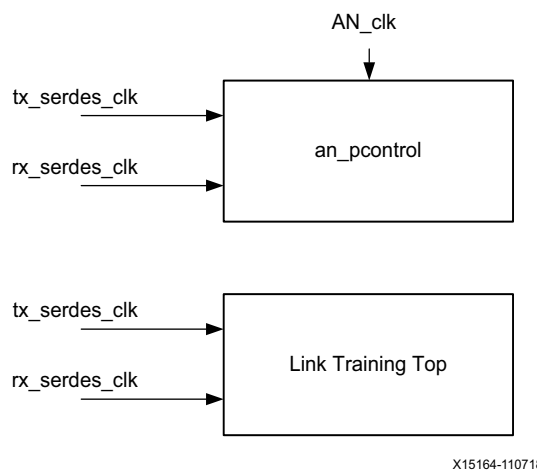 AN_clk
tx_serdes_clk
an_pcontrol
rx_serdes_clk
tx_serdes_clk
Link Training Top
rx_serdes_clk
X15164-110718